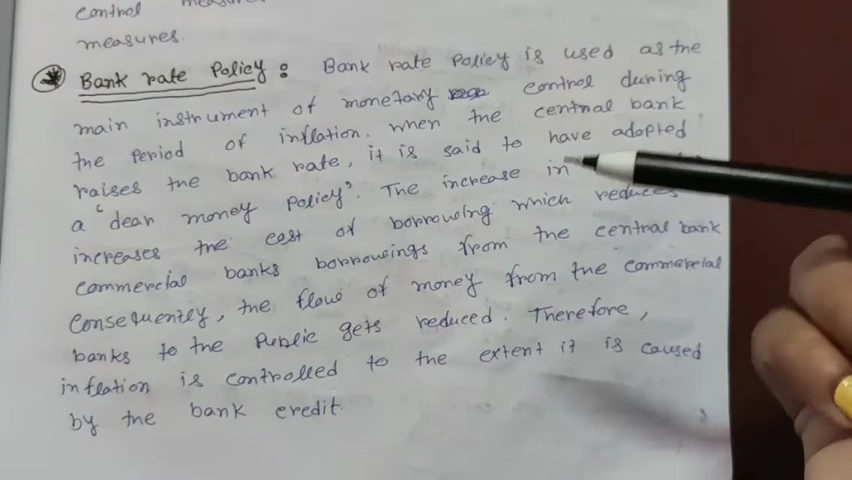 control measures
measures.
Bank rate Policy : Bank rate Policy is used as the
main instrument of monetary control during
the Period of inflation. when the central bank
raises the bank rate, it is said to have adopted
a "dear money Policy". The increase in
increases the cost of borrowing which reduces
commercial banks borrowings from the central bank
Consequently, the flow of money from the commercial
banks to the Public gets reduced. Therefore,
inflation is controlled to the extent it is caused
by the bank credit.